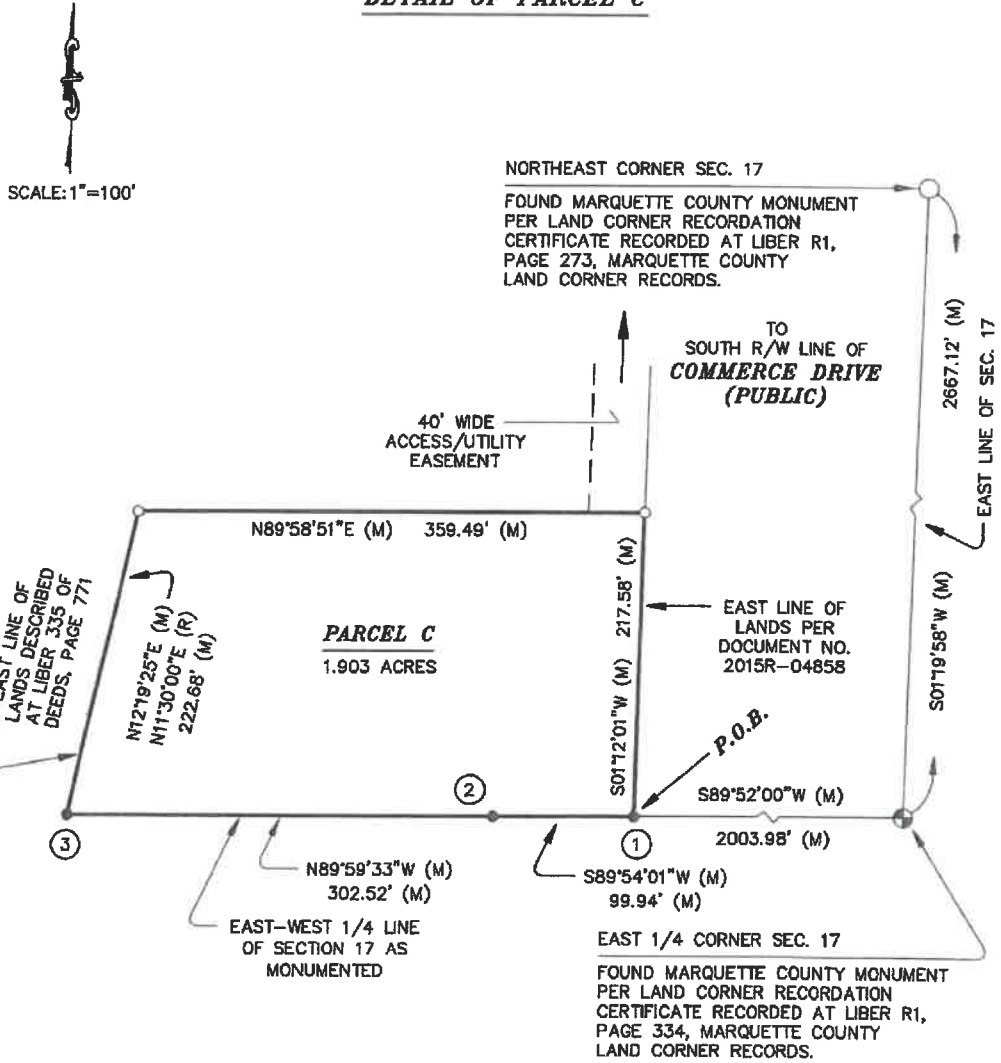 DETAIL OF PARCEL C
SCALE: 1"=100'
NORTHEAST CORNER SEC. 17
FOUND MARQUETTE COUNTY MONUMENT
PER LAND CORNER RECORDATION
CERTIFICATE RECORDED AT LIBER R1,
PAGE 273, MARQUETTE COUNTY
LAND CORNER RECORDS.
TO
SOUTH R/W LINE OF
COMMERCE DRIVE
(PUBLIC)
2667.12' (M)
EAST LINE OF SEC. 17
S01°19'58"W (M)
40' WIDE
ACCESS/UTILITY
EASEMENT
N89°58'51"E (M) 359.49' (M)
EAST LINE OF
LANDS DESCRIBED
AT LIBER 335 OF
DEEDS, PAGE 771
N12°19'25"E (M)
N11°30'00"E (R)
222.68' (M)
PARCEL C
1.903 ACRES
S01°12'01"W (M) 217.58' (M)
EAST LINE OF
LANDS PER
DOCUMENT NO.
2015R-04858
P.O.B.
S89°52'00"W (M)
2003.98' (M)
3
2
1
N89°59'33"W (M)
302.52' (M)
S89°54'01"W (M)
99.94' (M)
EAST-WEST 1/4 LINE
OF SECTION 17 AS
MONUMENTED
EAST 1/4 CORNER SEC. 17
FOUND MARQUETTE COUNTY MONUMENT
PER LAND CORNER RECORDATION
CERTIFICATE RECORDED AT LIBER R1,
PAGE 334, MARQUETTE COUNTY
LAND CORNER RECORDS.